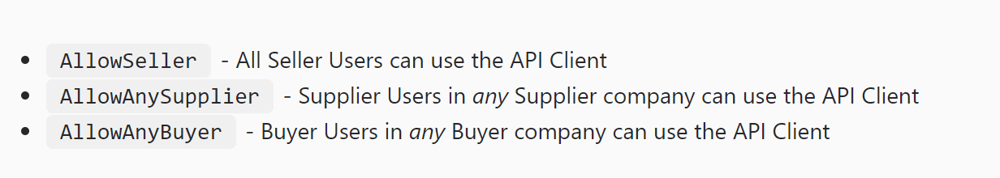 AllowSeller - All Seller Users can use the API Client
AllowAnySupplier - Supplier Users in any Supplier company can use the API Client
AllowAnyBuyer - Buyer Users in any Buyer company can use the API Client